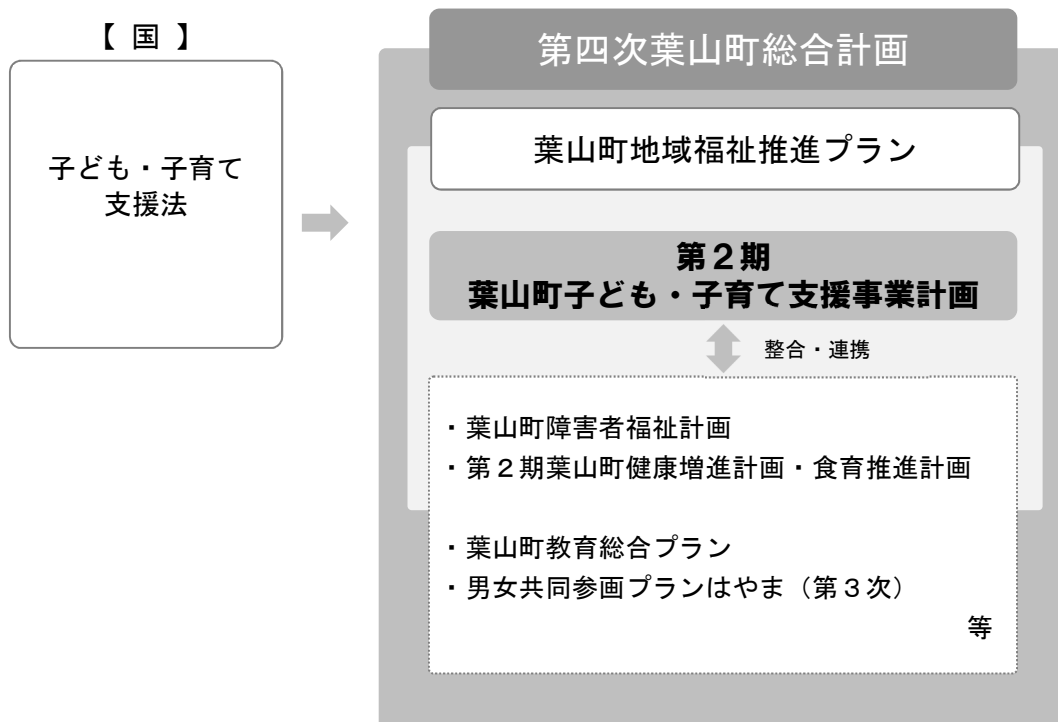 【 国 】
子ども・子育て
支援法
第四次葉山町総合計画
葉山町地域福祉推進プラン
第２期
葉山町子ども・子育て支援事業計画
整合・連携
・葉山町障害者福祉計画
・第２期葉山町健康増進計画・食育推進計画
・葉山町教育総合プラン
・男女共同参画プランはやま（第３次）
等